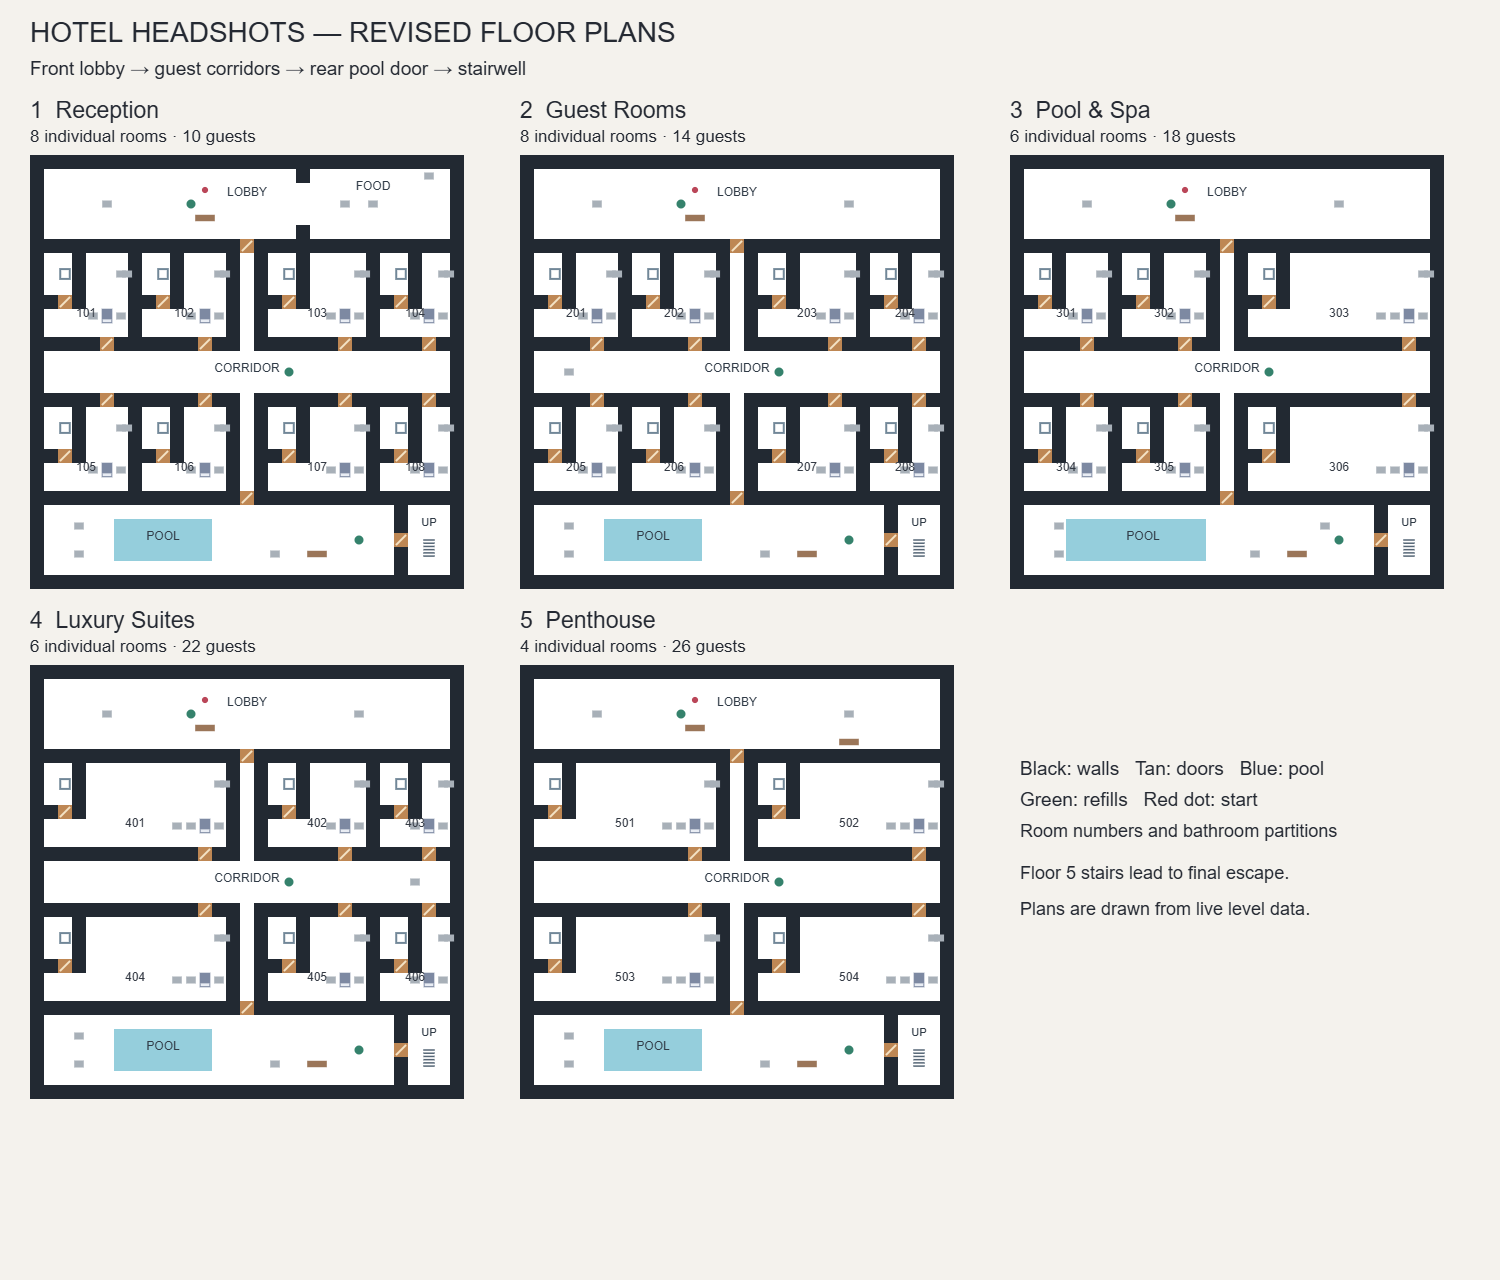 HOTEL HEADSHOTS — REVISED FLOOR PLANS
Front lobby → guest corridors → rear pool door → stairwell
1 Reception
8 individual rooms · 10 guests
LOBBY
FOOD
101
102
103
104
CORRIDOR
105
106
107
108
POOL
UP
2 Guest Rooms
8 individual rooms · 14 guests
LOBBY
201
202
203
204
CORRIDOR
205
206
207
208
POOL
UP
3 Pool & Spa
6 individual rooms · 18 guests
LOBBY
301
302
303
CORRIDOR
304
305
306
POOL
UP
4 Luxury Suites
6 individual rooms · 22 guests
LOBBY
401
402
403
CORRIDOR
404
405
406
POOL
UP
5 Penthouse
4 individual rooms · 26 guests
LOBBY
501
502
CORRIDOR
503
504
POOL
UP
Black: walls Tan: doors Blue: pool
Green: refills Red dot: start
Room numbers and bathroom partitions
Floor 5 stairs lead to final escape.
Plans are drawn from live level data.